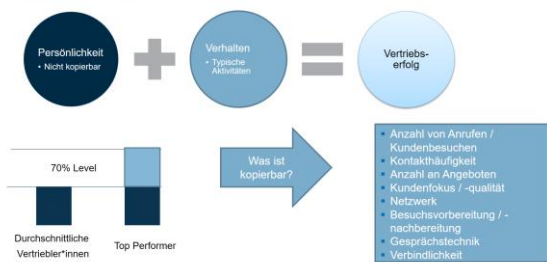 Persönlichkeit
• Nicht kopierbar
Verhalten
• Typische
Aktivitäten
Vertriebs-
erfolg
70% Level
Durchschnittliche
Vertriebler*innen
Top Performer
Was ist
kopierbar?
▪ Anzahl von Anrufen /
Kundenbesuchen
▪ Kontakthäufigkeit
▪ Anzahl an Angeboten
▪ Kundenfokus / -qualität
▪ Netzwerk
▪ Besuchsvorbereitung / -
nachbereitung
▪ Gesprächstechnik
▪ Verbindlichkeit